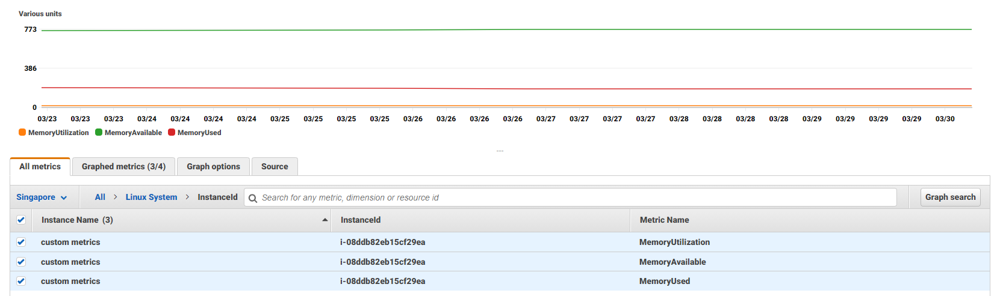 Various units
773
386
0
03/23 03/23 03/23 03/24 03/24 03/24 03/24 03/25 03/25 03/25 03/25 03/26 03/26 03/26 03/26 03/27 03/27 03/27 03/27 03/28 03/28 03/28 03/28 03/29 03/29 03/29 03/29 03/30
MemoryUtilization MemoryAvailable MemoryUsed
---
All metrics Graphed metrics (3/4) Graph options Source
Singapore All > Linux System > InstanceId Search for any metric, dimension or resource id Graph search
Instance Name (3) InstanceId Metric Name
custom metrics i-08ddb82eb15cf29ea MemoryUtilization
custom metrics i-08ddb82eb15cf29ea MemoryAvailable
custom metrics i-08ddb82eb15cf29ea MemoryUsed